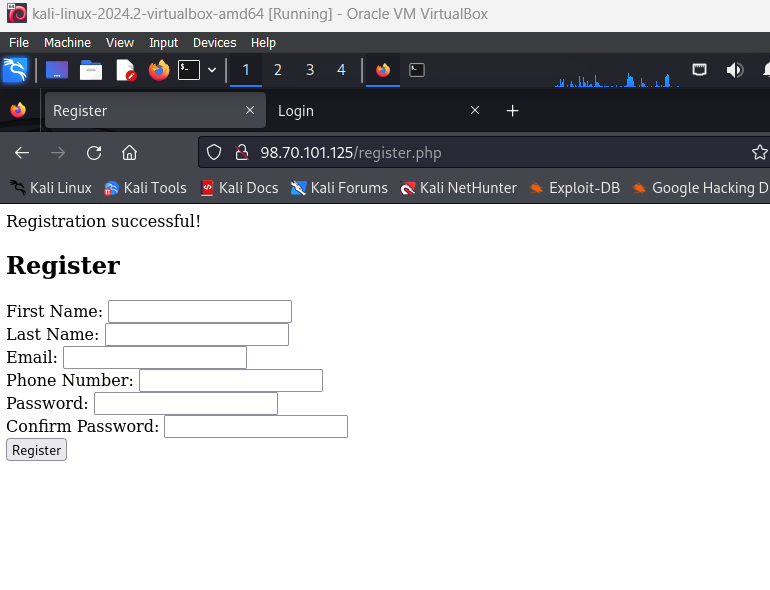 kali-linux-2024.2-virtualbox-amd64 [Running] - Oracle VM VirtualBox
File Machine View Input Devices Help
1 2 3 4
Register Login
98.70.101.125/register.php
Kali Linux Kali Tools Kali Docs Kali Forums Kali NetHunter Exploit-DB Google Hacking D
Registration successful!
Register
First Name:
Last Name:
Email:
Phone Number:
Password:
Confirm Password:
Register